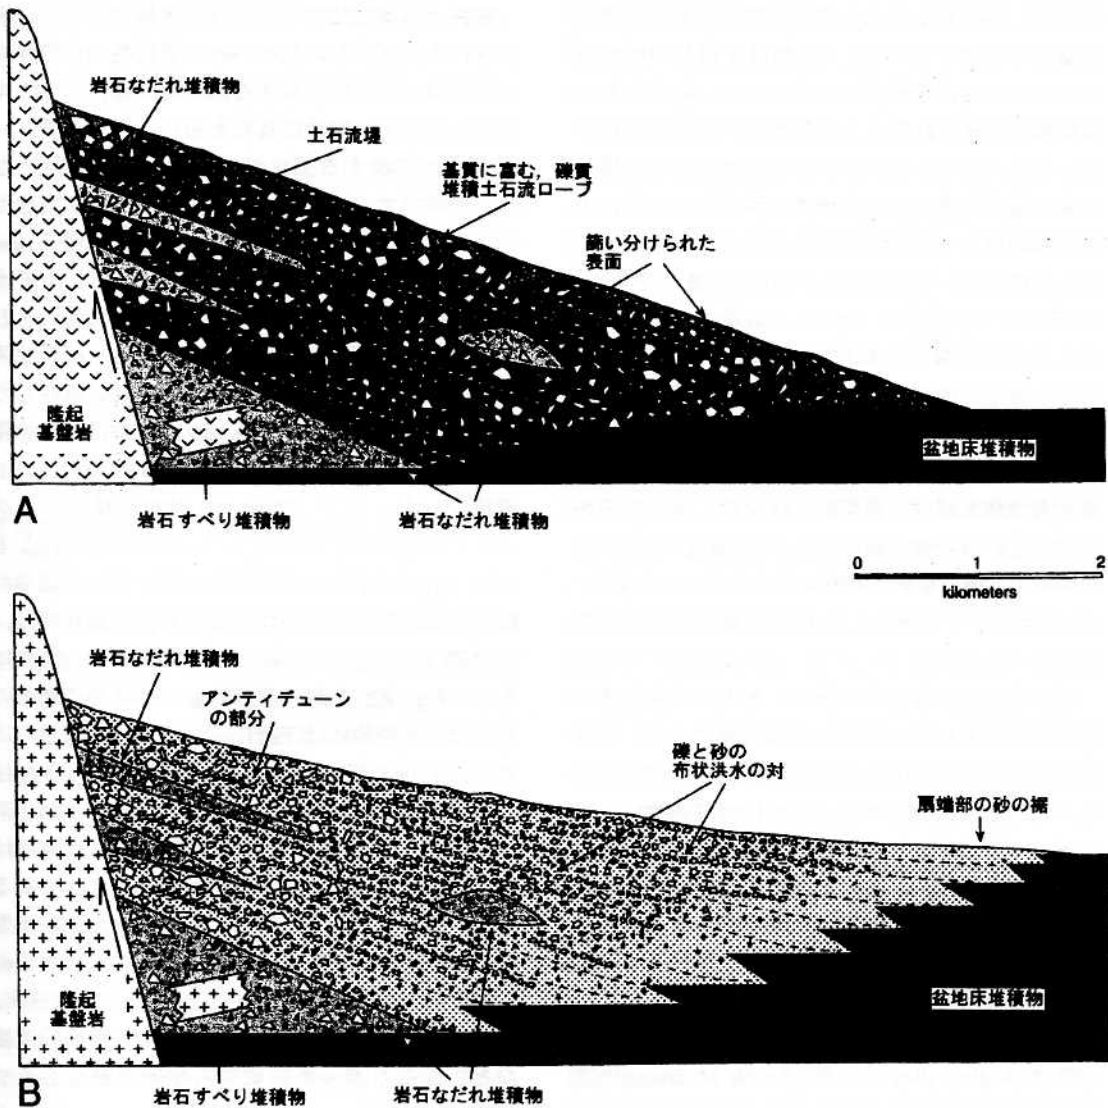 岩石なだれ堆積物
土石流堤
基質に富む，礫質
堆積土石流ローブ
篩い分けられた
表面
隆起
基盤岩
盆地床堆積物
A
岩石すべり堆積物
岩石なだれ堆積物
0 1 2
kilometers
岩石なだれ堆積物
アンティデューン
の部分
礫と砂の
布状洪水の対
扇端部の砂の裾
隆起
基盤岩
盆地床堆積物
B
岩石すべり堆積物
岩石なだれ堆積物